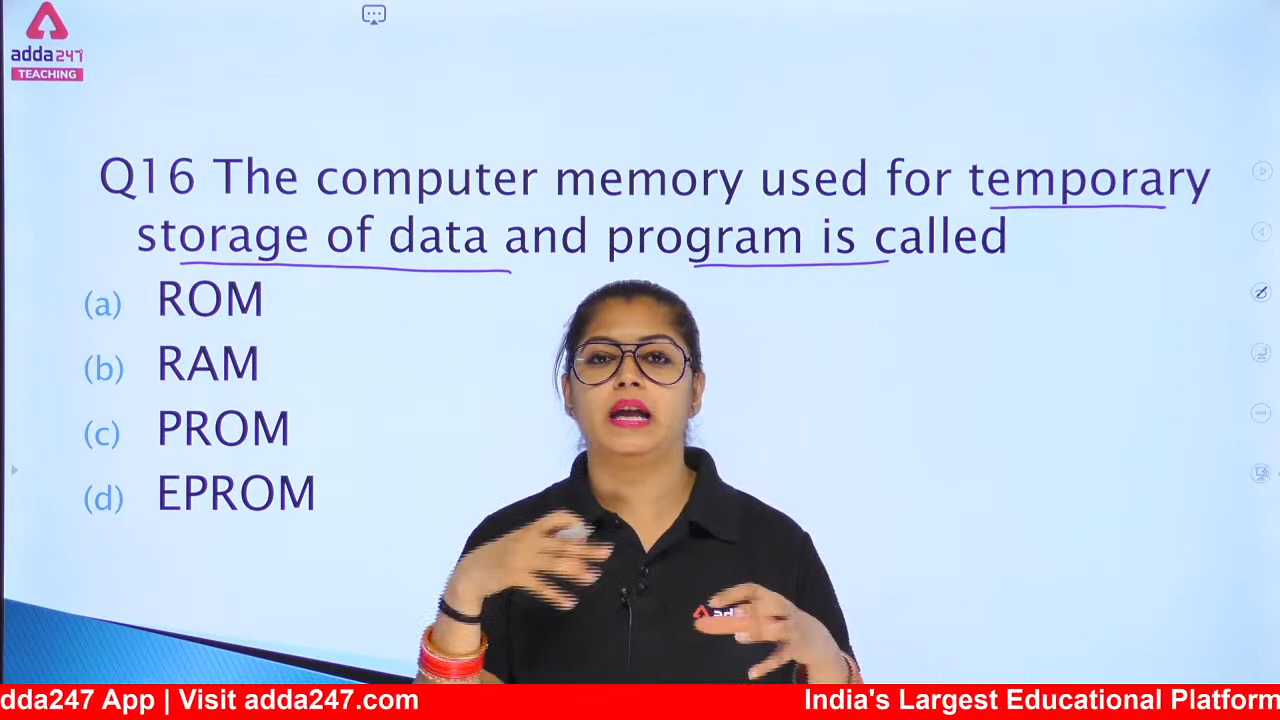 adda247
TEACHING
Q16 The computer memory used for temporary
storage of data and program is called
(a) ROM
(b) RAM
(c) PROM
(d) EPROM
dda247 App | Visit adda247.com
India's Largest Educational Platform